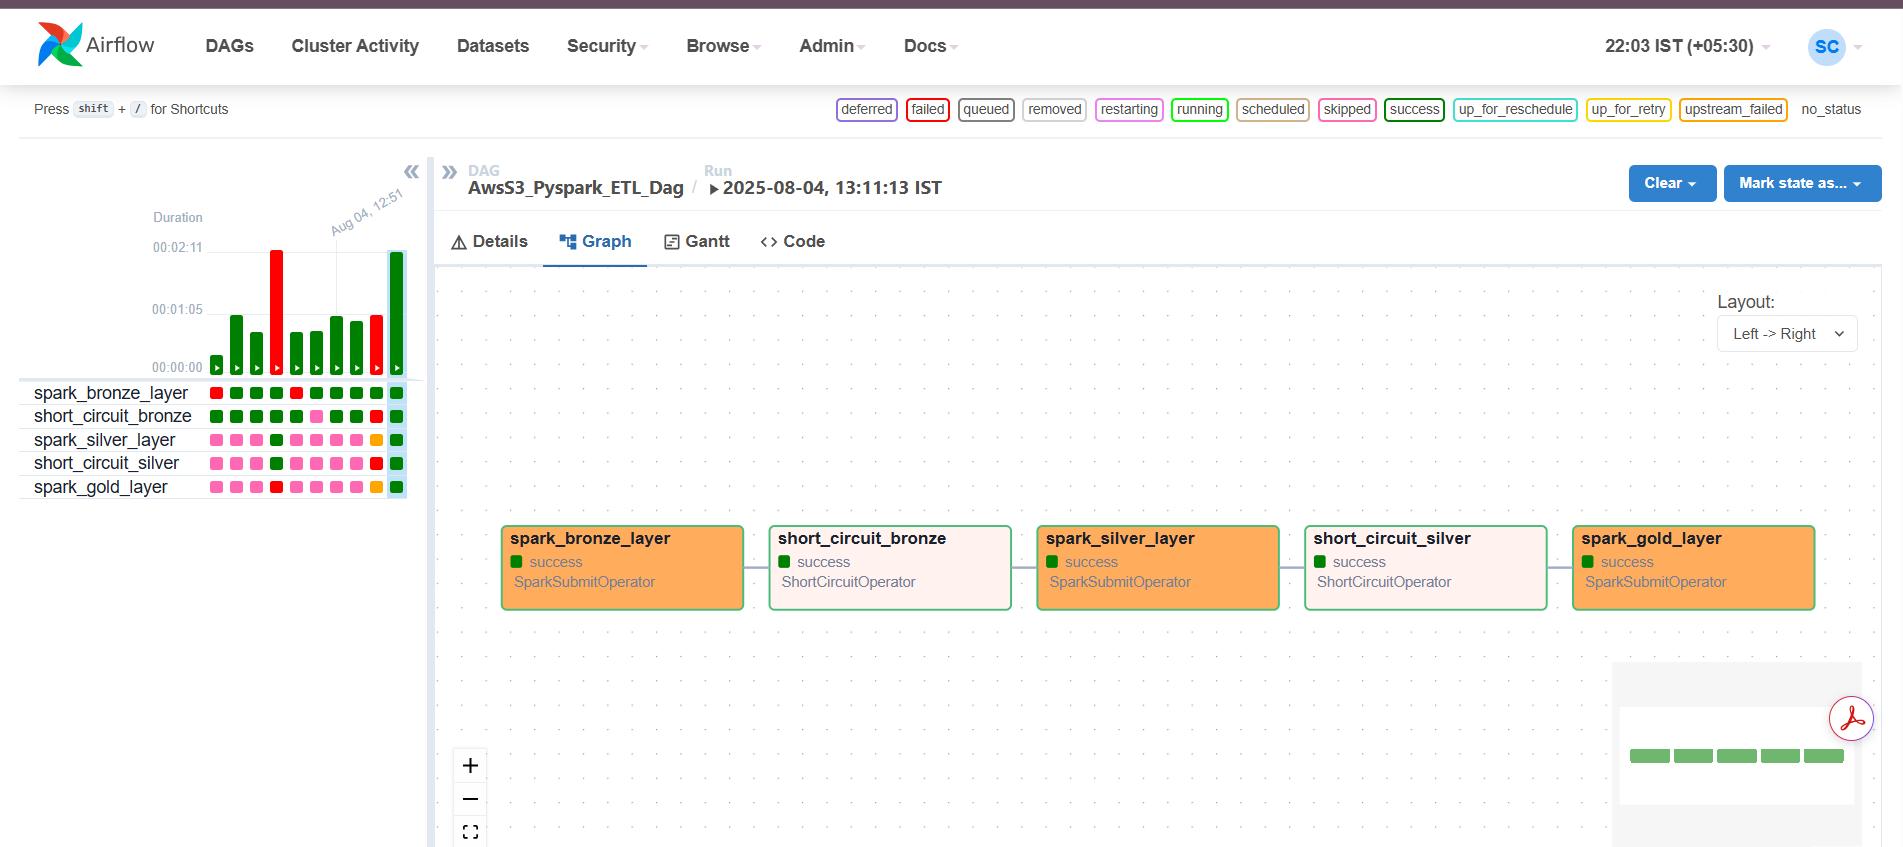 Airflow DAGs Cluster Activity Datasets Security Browse Admin Docs 22:03 IST (+05:30) SC
Press shift + / for Shortcuts deferred failed queued removed restarting running scheduled skipped success up_for_reschedule up_for_retry upstream_failed no_status
DAG Run
AwsS3_Pyspark_ETL_Dag / 2025-08-04, 13:11:13 IST Clear Mark state as...
Aug 04, 12:51
Duration
00:02:11
00:01:05
00:00:00
spark_bronze_layer
short_circuit_bronze
spark_silver_layer
short_circuit_silver
spark_gold_layer
Details Graph Gantt Code
Layout:
Left -> Right
spark_bronze_layer
success
SparkSubmitOperator
short_circuit_bronze
success
ShortCircuitOperator
spark_silver_layer
success
SparkSubmitOperator
short_circuit_silver
success
ShortCircuitOperator
spark_gold_layer
success
SparkSubmitOperator